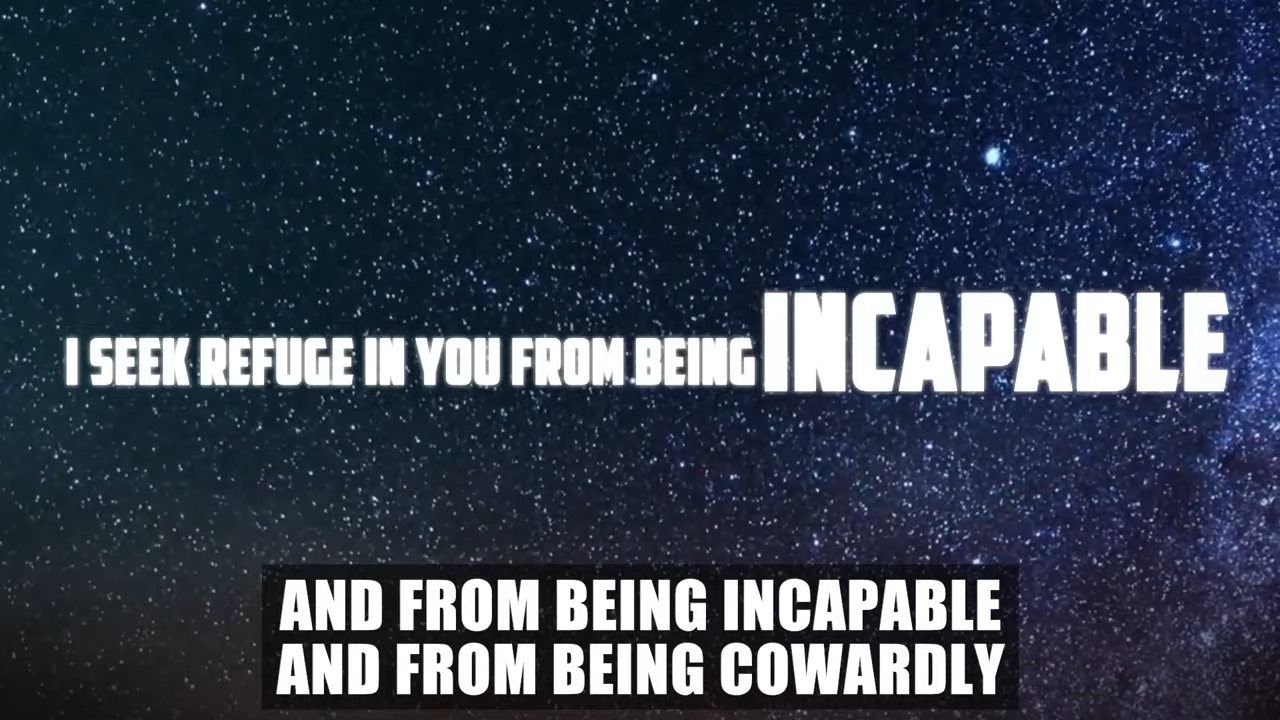 I SEEK REFUGE IN YOU FROM BEING INCAPABLE
AND FROM BEING INCAPABLE
AND FROM BEING COWARDLY